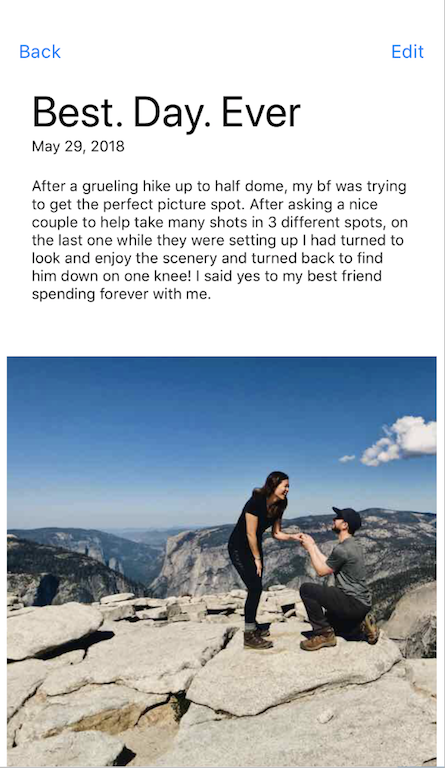 Back
Edit
Best. Day. Ever
May 29, 2018
After a grueling hike up to half dome, my bf was trying
to get the perfect picture spot. After asking a nice
couple to help take many shots in 3 different spots, on
the last one while they were setting up I had turned to
look and enjoy the scenery and turned back to find
him down on one knee! I said yes to my best friend
spending forever with me.